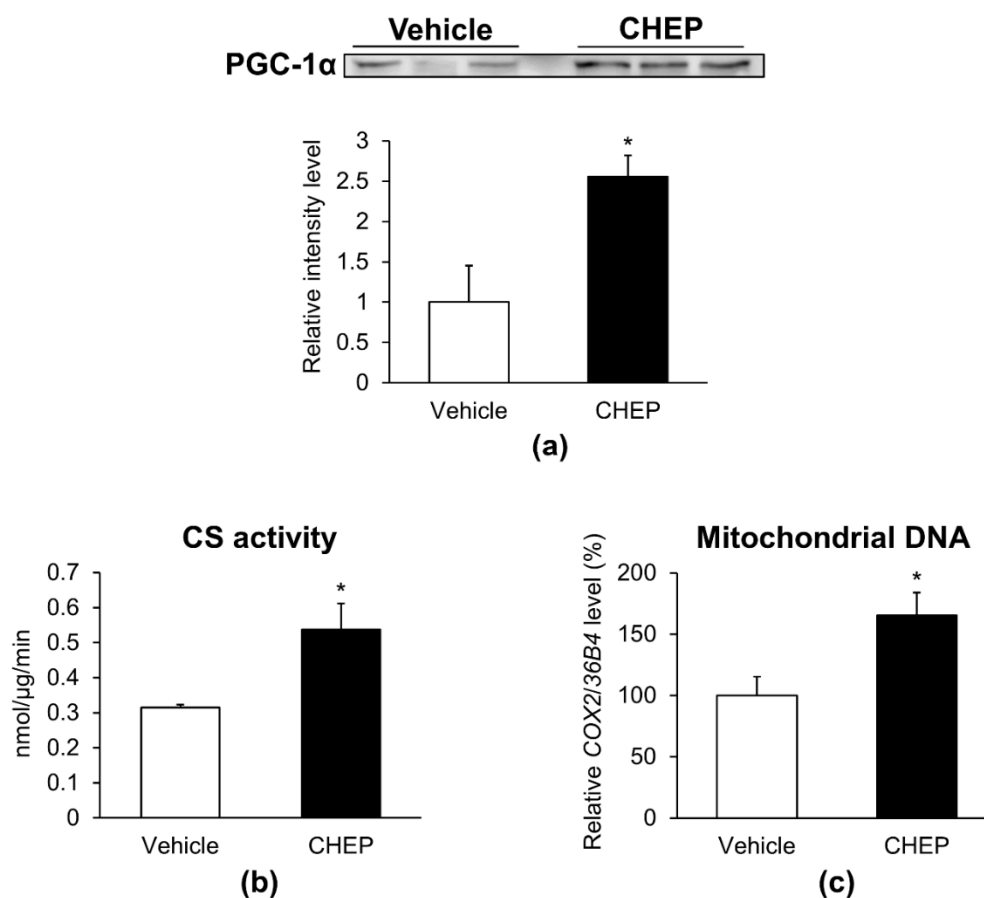 Vehicle CHEP
PGC-1α
Relative intensity level
3
2.5
2
1.5
1
0.5
0
*
Vehicle CHEP
(a)
CS activity
nmol/µg/min
0.7
0.6
0.5
0.4
0.3
0.2
0.1
0
*
Vehicle CHEP
(b)
Mitochondrial DNA
Relative COX2/36B4 level (%)
200
150
100
50
0
*
Vehicle CHEP
(c)